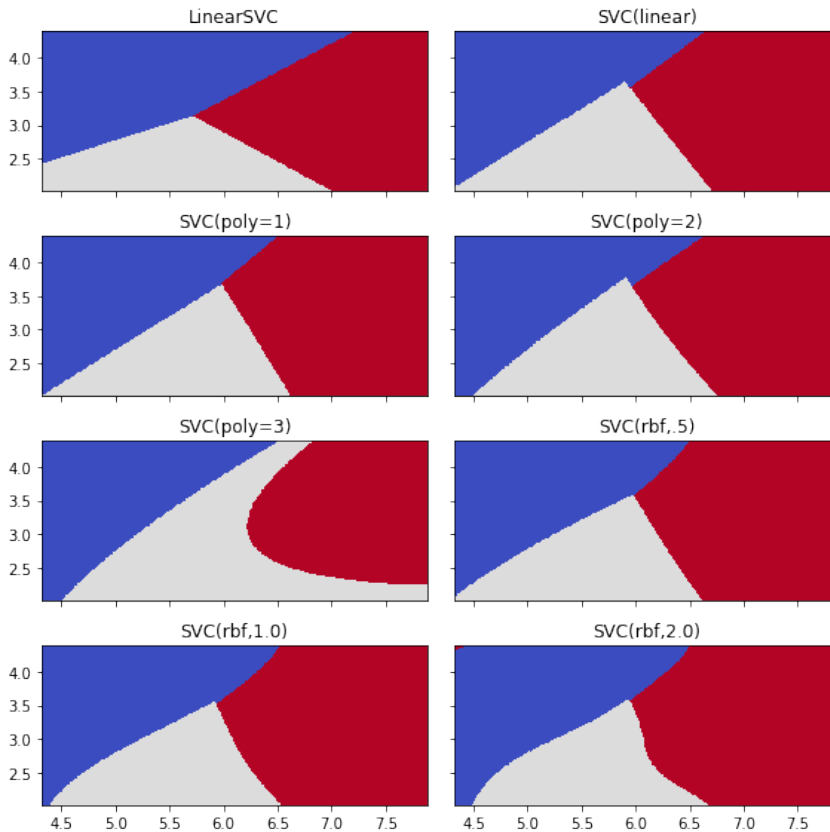 LinearSVC
SVC(linear)
4.0
3.5
3.0
2.5
SVC(poly=1)
SVC(poly=2)
4.0
3.5
3.0
2.5
SVC(poly=3)
SVC(rbf,.5)
4.0
3.5
3.0
2.5
SVC(rbf,1.0)
SVC(rbf,2.0)
4.0
3.5
3.0
2.5
4.5 5.0 5.5 6.0 6.5 7.0 7.5
4.5 5.0 5.5 6.0 6.5 7.0 7.5